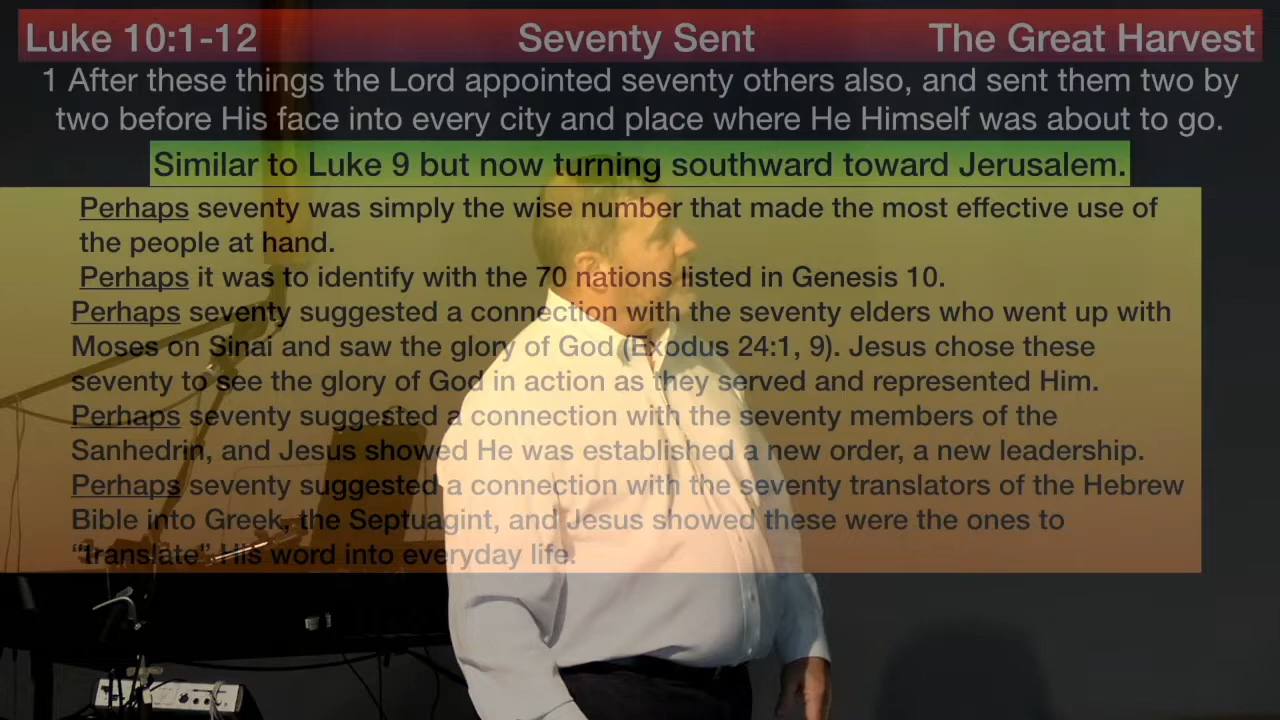 Luke 10:1-12 Seventy Sent The Great Harvest
1 After these things the Lord appointed seventy others also, and sent them two by
two before His face into every city and place where He Himself was about to go.
Similar to Luke 9 but now turning southward toward Jerusalem.
Perhaps seventy was simply the wise number that made the most effective use of
the people at hand.
Perhaps it was to identify with the 70 nations listed in Genesis 10.
Perhaps seventy suggested a connection with the seventy elders who went up with
Moses on Sinai and saw the glory of God (Exodus 24:1, 9). Jesus chose these
seventy to see the glory of God in action as they served and represented Him.
Perhaps seventy suggested a connection with the seventy members of the
Sanhedrin, and Jesus showed He was established a new order, a new leadership.
Perhaps seventy suggested a connection with the seventy translators of the Hebrew
Bible into Greek, the Septuagint, and Jesus showed these were the ones to
“translate” His word into everyday life.